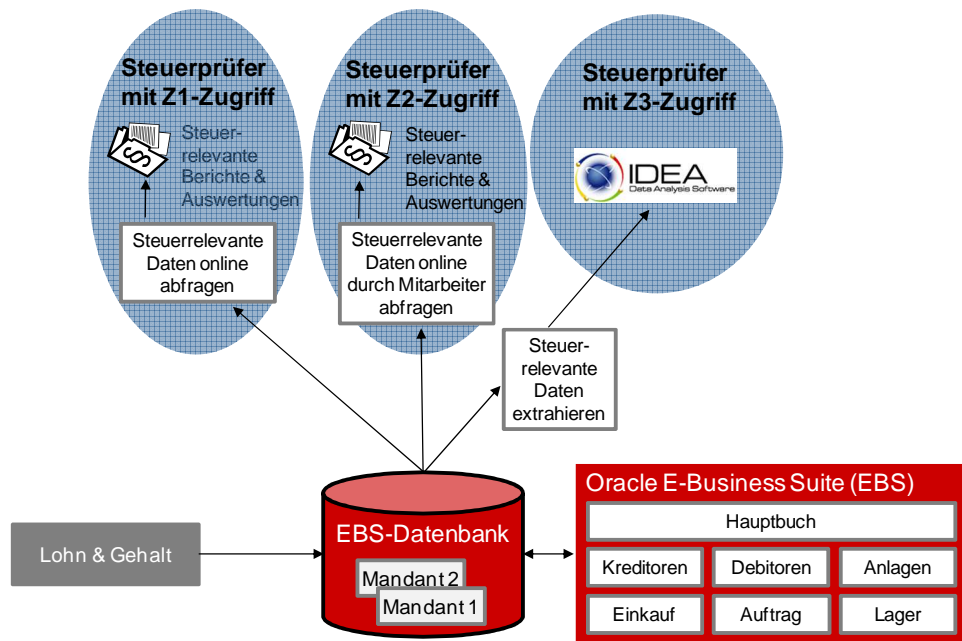 Steuerprüfer
mit Z1-Zugriff
§
Steuer-
relevante
Berichte &
Auswertungen
Steuerrelevante
Daten online
abfragen
Steuerprüfer
mit Z2-Zugriff
§
Steuer-
relevante
Berichte &
Auswertungen
Steuerrelevante
Daten online
durch Mitarbeiter
abfragen
Steuerprüfer
mit Z3-Zugriff
IDEA
Data Analysis Software
Steuer-
relevante
Daten
extrahieren
Lohn & Gehalt
EBS-Datenbank
Mandant 2
Mandant 1
Oracle E-Business Suite (EBS)
Hauptbuch
Kreditoren
Debitoren
Anlagen
Einkauf
Auftrag
Lager